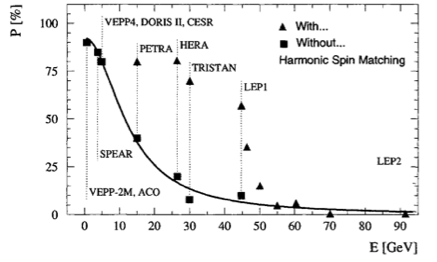 P [%]
100
75
50
25
0
VEPP4, DORIS II, CESR
PETRA
HERA
TRISTAN
LEP1
LEP2
SPEAR
VEPP-2M, ACO
With...
Without...
Harmonic Spin Matching
0 10 20 30 40 50 60 70 80 90
E [GeV]